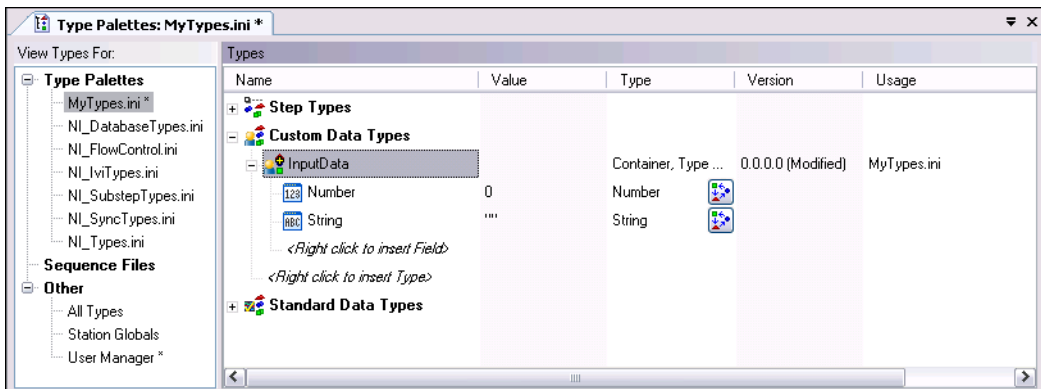 Type Palettes: MyTypes.ini *
View Types For:
Types
Type Palettes
MyTypes.ini *
NI_DatabaseTypes.ini
NI_FlowControl.ini
NI_IviTypes.ini
NI_SubstepTypes.ini
NI_SyncTypes.ini
NI_Types.ini
Sequence Files
Other
All Types
Station Globals
User Manager *
Name Value Type Version Usage
Step Types
Custom Data Types
InputData Container, Type ... 0.0.0.0 (Modified) MyTypes.ini
123 Number 0 Number
ABC String "" String
<Right click to insert Field>
<Right click to insert Type>
Standard Data Types